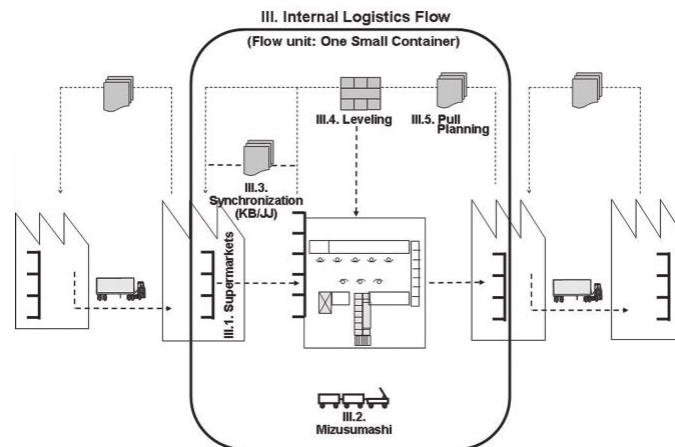 III. Internal Logistics Flow
(Flow unit: One Small Container)
III.4. Leveling
III.5. Pull
Planning
III.3.
Synchronization
(KB/JJ)
III.1. Supermarkets
III.2.
Mizusumashi